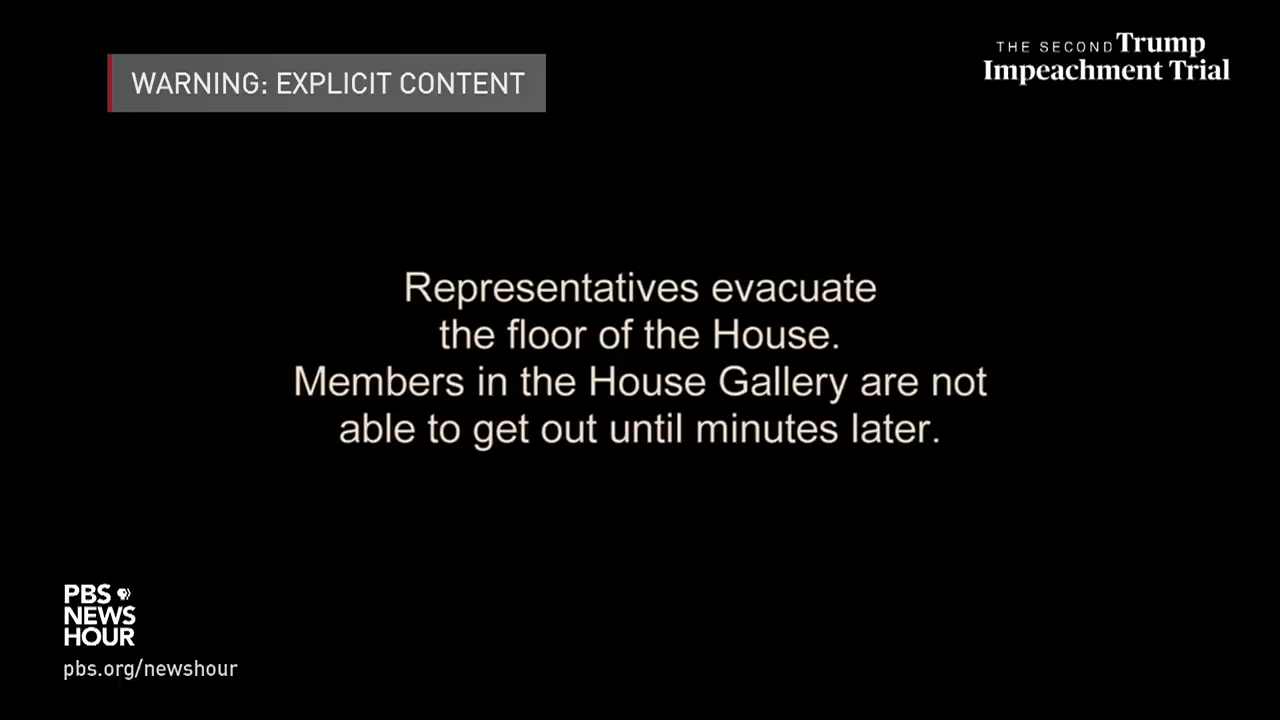 WARNING: EXPLICIT CONTENT
THE SECOND Trump
Impeachment Trial
Representatives evacuate
the floor of the House.
Members in the House Gallery are not
able to get out until minutes later.
PBS
NEWS
HOUR
pbs.org/newshour